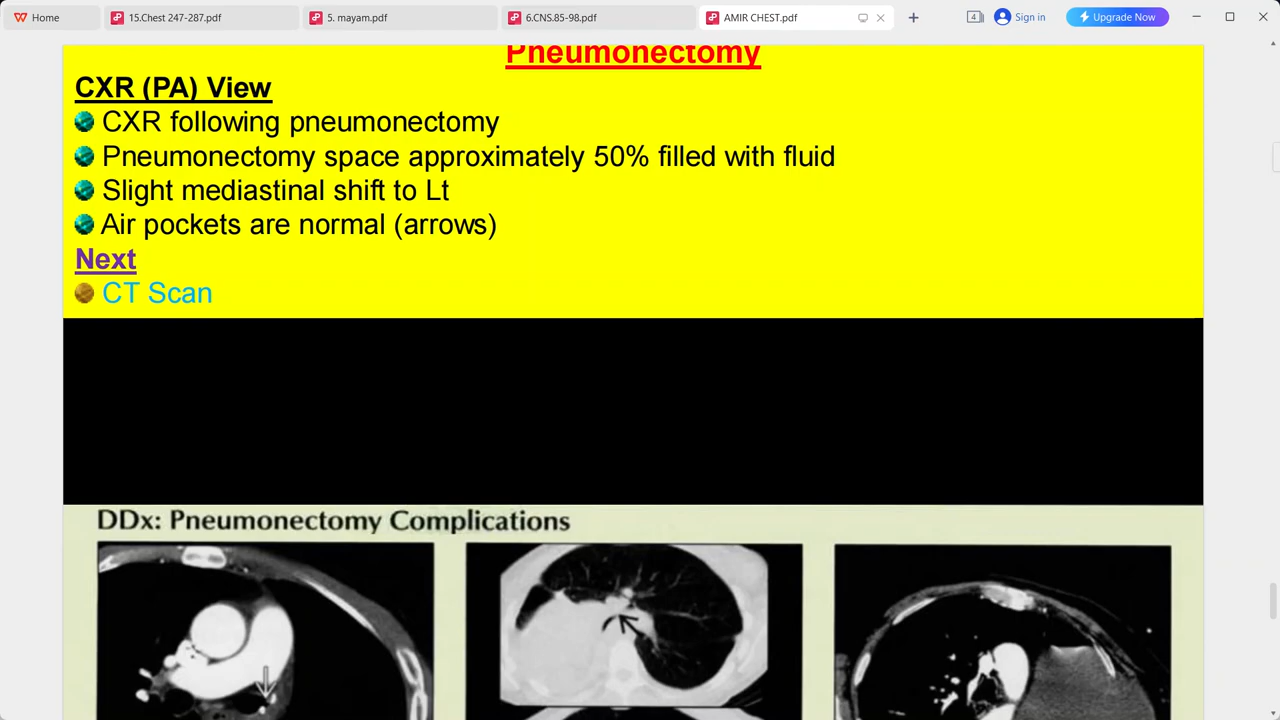 Home
15.Chest 247-287.pdf
5. mayam.pdf
6.CNS.85-98.pdf
AMIR CHEST.pdf
4
Sign in
Upgrade Now
Pneumonectomy
CXR (PA) View
CXR following pneumonectomy
Pneumonectomy space approximately 50% filled with fluid
Slight mediastinal shift to Lt
Air pockets are normal (arrows)
Next
CT Scan
DDx: Pneumonectomy Complications